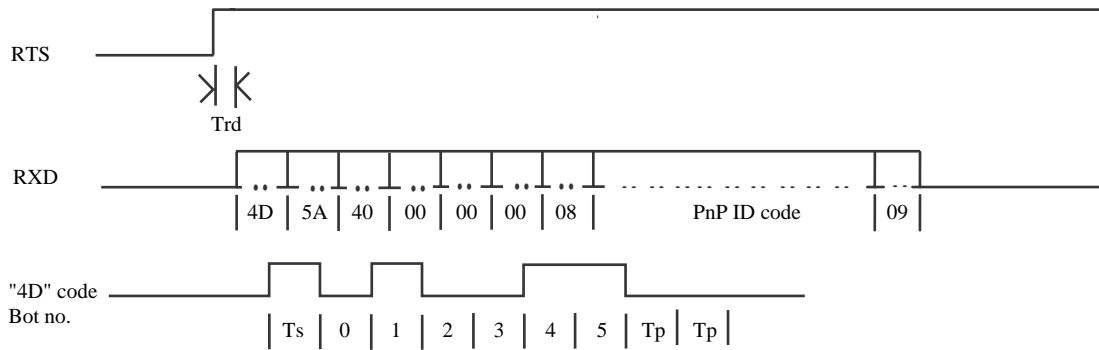 RTS
Trd
RXD
4D 5A 40 00 00 00 08 PnP ID code 09
"4D" code
Bot no.
Ts 0 1 2 3 4 5 Tp Tp